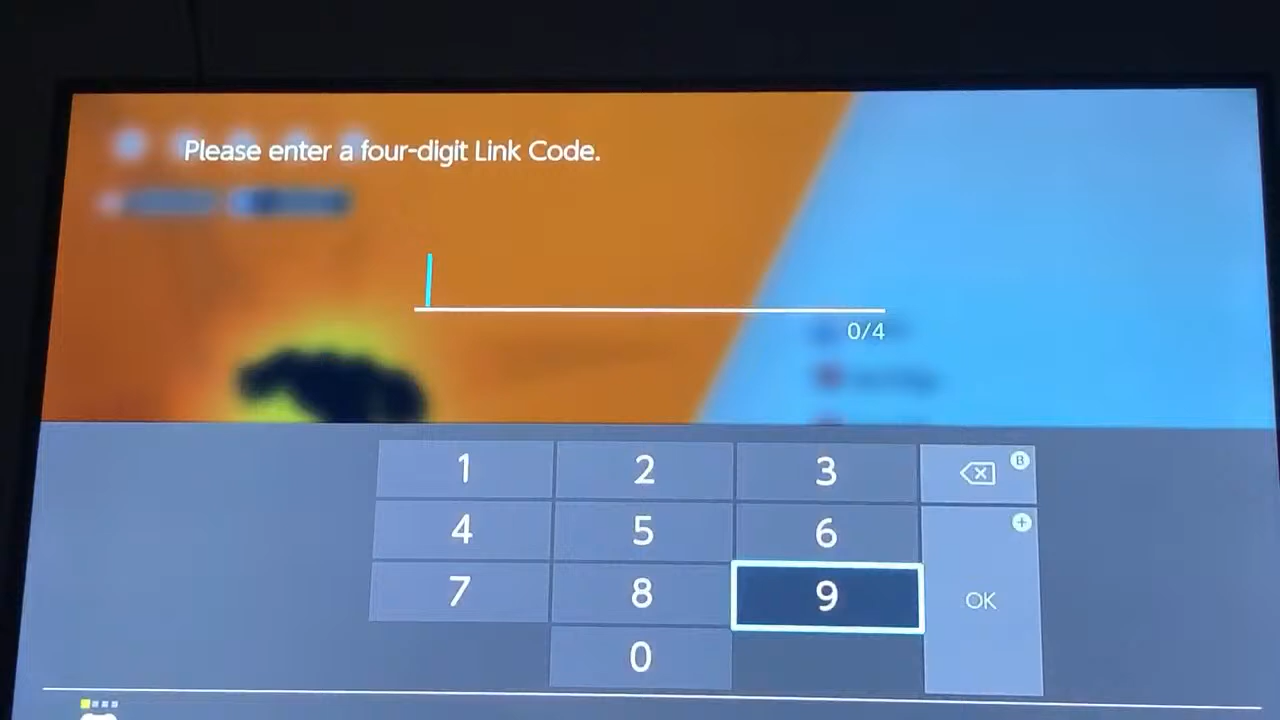 Please enter a four-digit Link Code.
0/4
1 2 3 B
4 5 6 +
7 8 9 OK
0